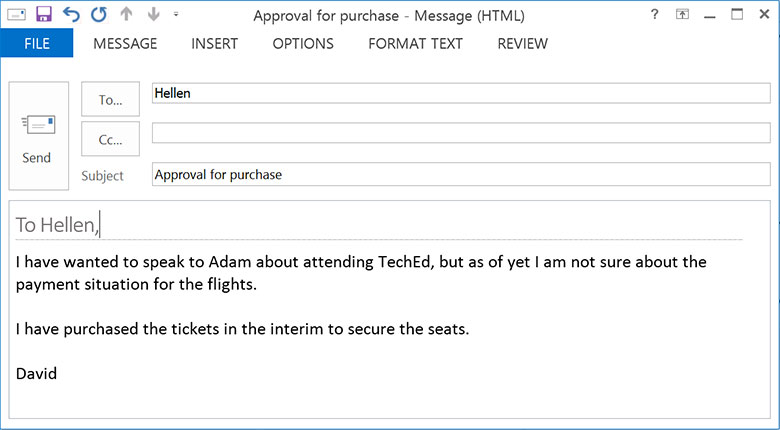 Approval for purchase - Message (HTML) ?
FILE MESSAGE INSERT OPTIONS FORMAT TEXT REVIEW
To... Hellen
Cc...
Send
Subject Approval for purchase
To Hellen,
I have wanted to speak to Adam about attending TechEd, but as of yet I am not sure about the
payment situation for the flights.
I have purchased the tickets in the interim to secure the seats.
David